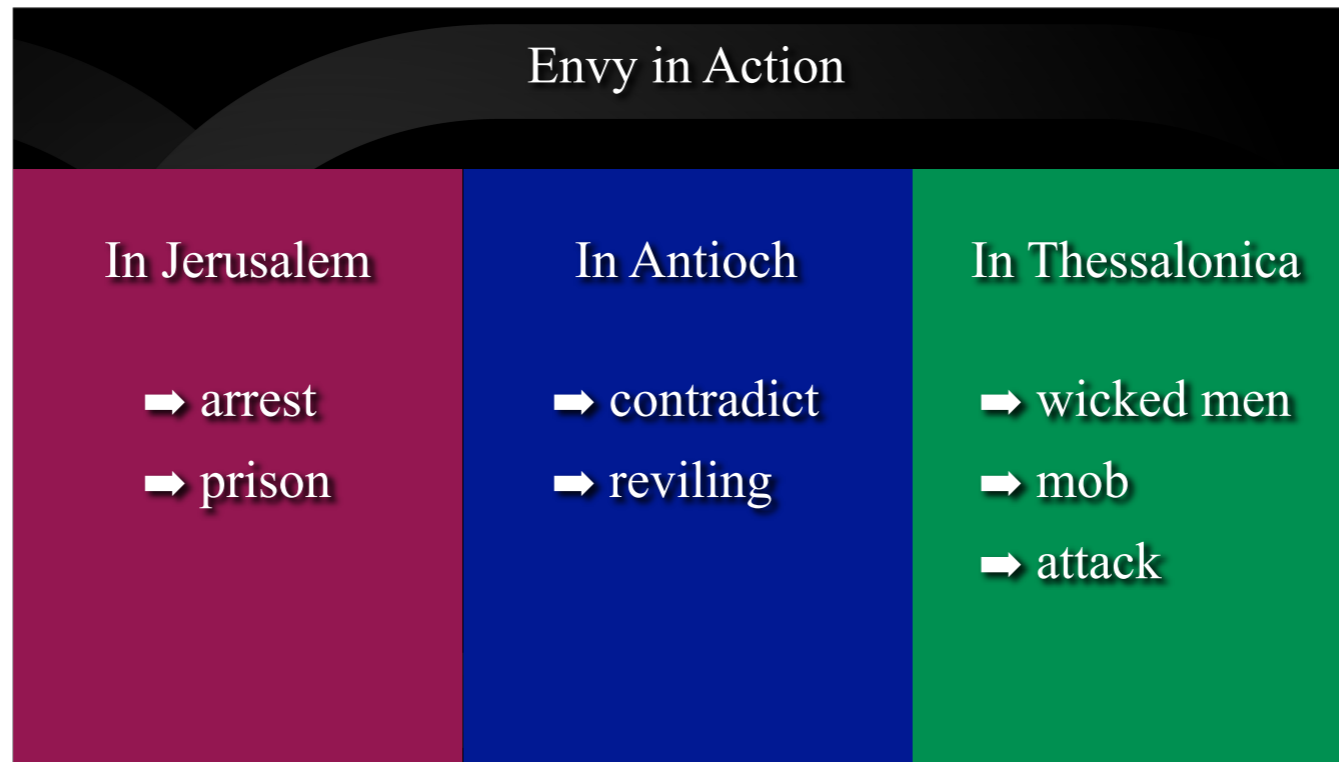 Envy in Action
In Jerusalem
➡ arrest
➡ prison
In Antioch
➡ contradict
➡ reviling
In Thessalonica
➡ wicked men
➡ mob
➡ attack